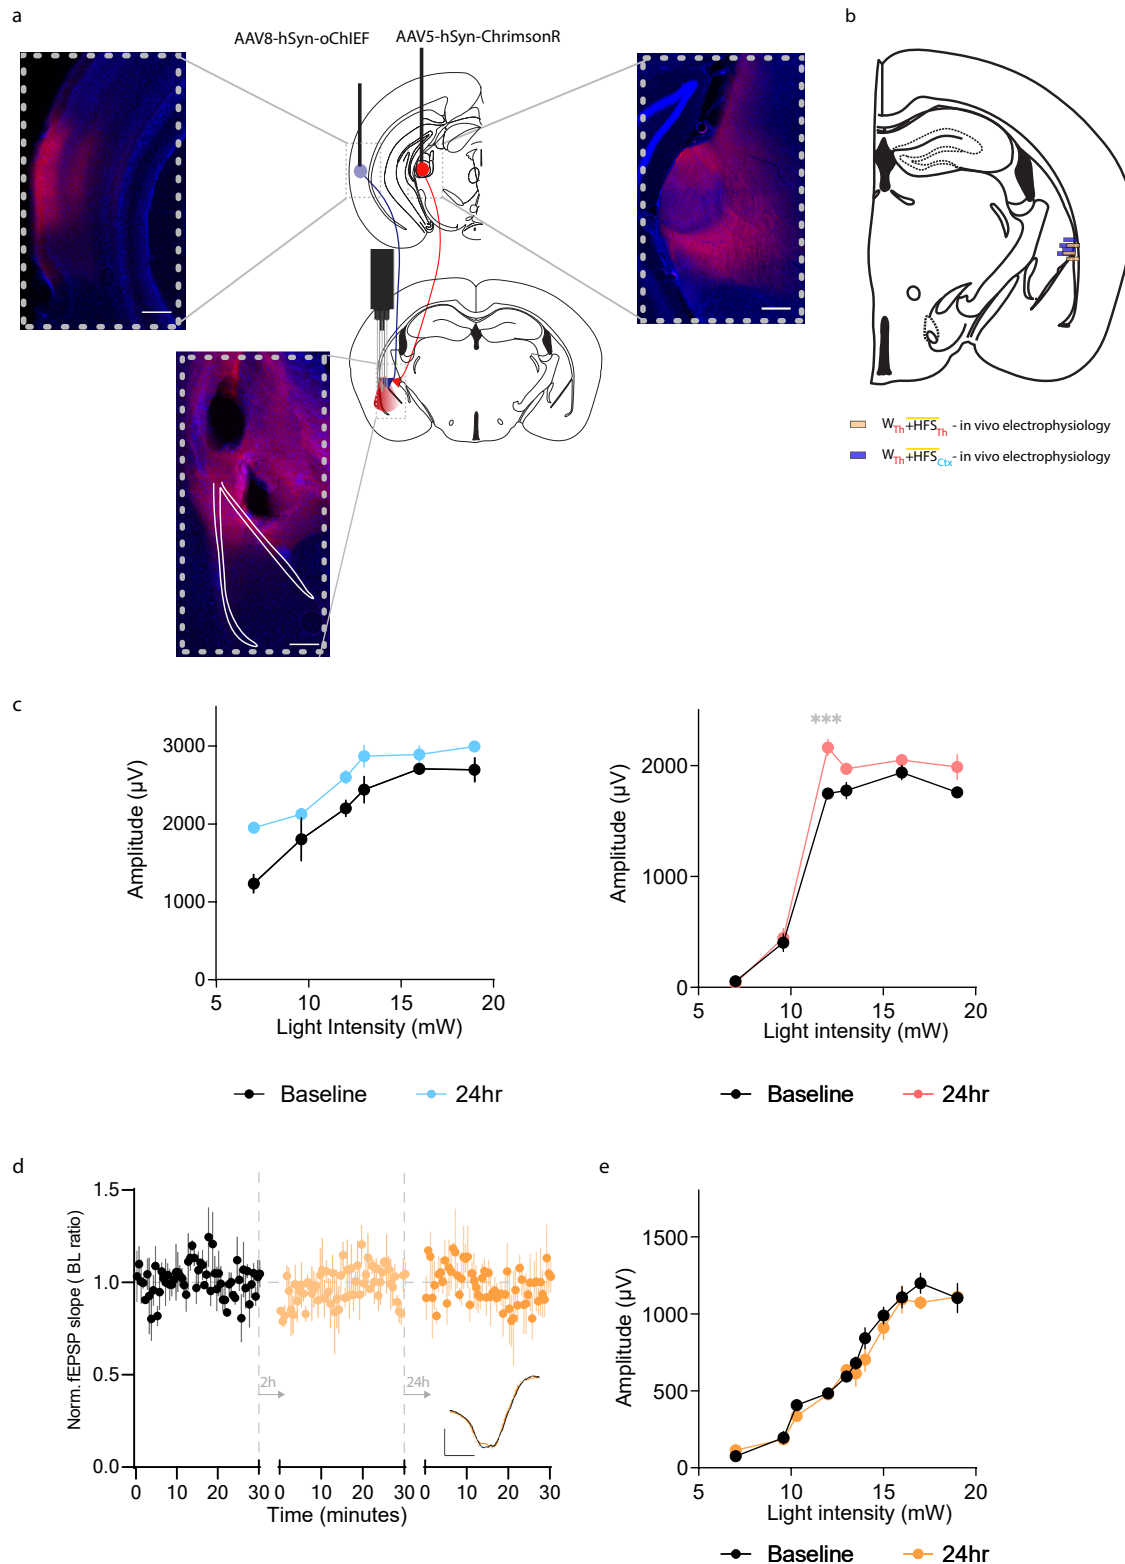 a
b
AAV8-hSyn-oChIEF
AAV5-hSyn-ChrimsonR
WTh+HFSTh - in vivo electrophysiology
WTh+HFSCtx - in vivo electrophysiology
c
Amplitude (µV)
3000
2000
1000
0
5 10 15 20
Light Intensity (mW)
Baseline 24hr
***
Amplitude (µV)
2000
1000
0
5 10 15 20
Light intensity (mW)
Baseline 24hr
d
Norm. fEPSP slope ( BL ratio)
1.5
1.0
0.5
0.0
2h
24h
0 10 20 30 0 10 20 30 0 10 20 30
Time (minutes)
e
Amplitude (µV)
1500
1000
500
0
5 10 15 20
Light intensity (mW)
Baseline 24hr